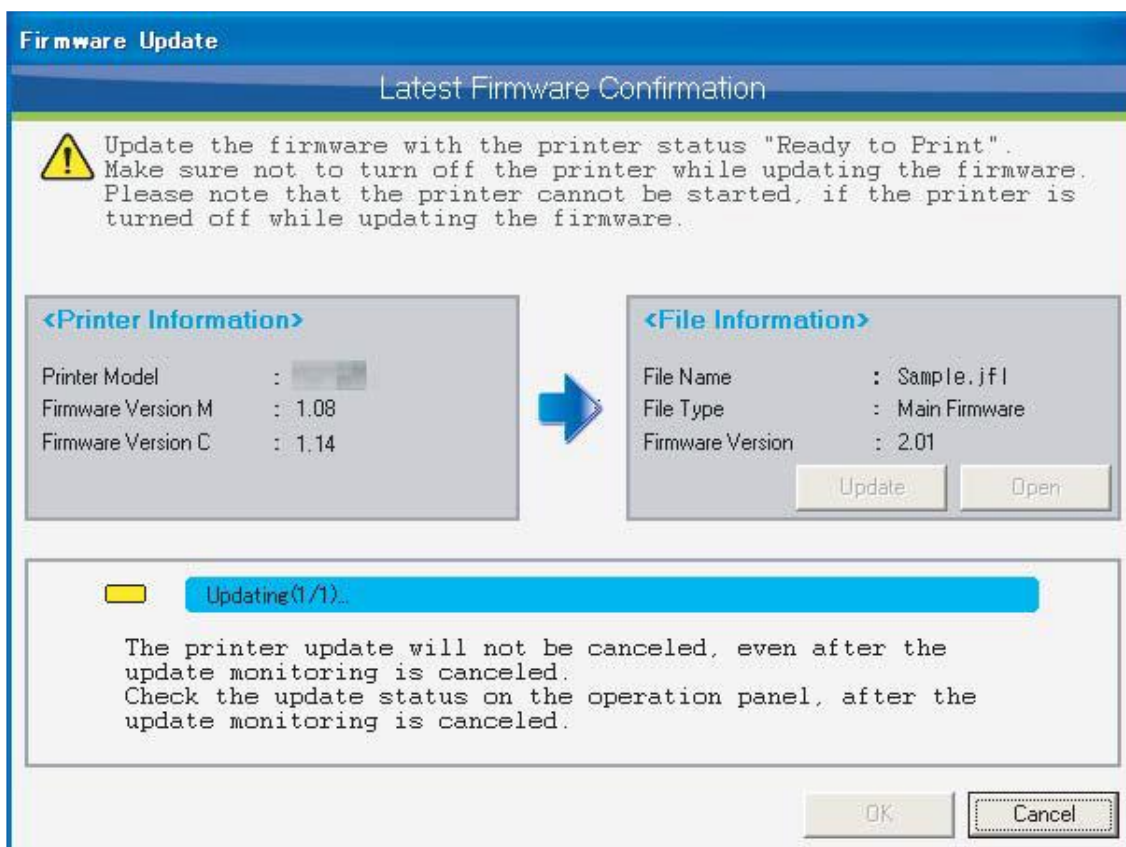 Firmware Update
Latest Firmware Confirmation
Update the firmware with the printer status "Ready to Print".
Make sure not to turn off the printer while updating the firmware.
Please note that the printer cannot be started, if the printer is
turned off while updating the firmware.
<Printer Information>
Printer Model :
Firmware Version M : 1.08
Firmware Version C : 1.14
<File Information>
File Name : Sample.jfl
File Type : Main Firmware
Firmware Version : 2.01
Update Open
Updating(1/1)...
The printer update will not be canceled, even after the
update monitoring is canceled.
Check the update status on the operation panel, after the
update monitoring is canceled.
OK Cancel